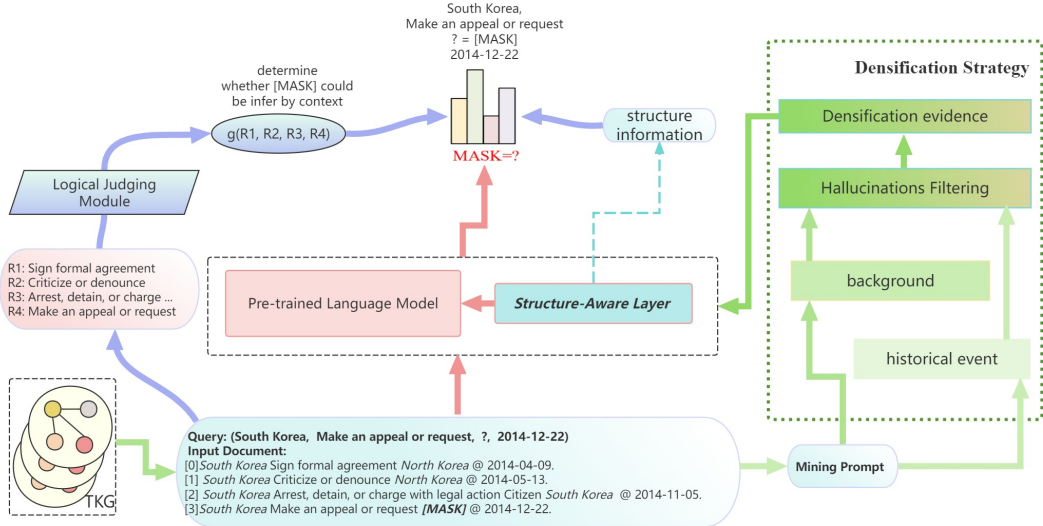 South Korea,
Make an appeal or request
? = [MASK]
2014-12-22
MASK=?
determine
whether [MASK] could
be infer by context
g(R1, R2, R3, R4)
structure
information
Logical Judging
Module
R1: Sign formal agreement
R2: Criticize or denounce
R3: Arrest, detain, or charge ...
R4: Make an appeal or request
Pre-trained Language Model
Structure-Aware Layer
Densification Strategy
Densification evidence
Hallucinations Filtering
background
historical event
TKG
Query: (South Korea, Make an appeal or request, ?, 2014-12-22)
Input Document:
[0]South Korea Sign formal agreement North Korea @ 2014-04-09.
[1] South Korea Criticize or denounce North Korea @ 2014-05-13.
[2] South Korea Arrest, detain, or charge with legal action Citizen South Korea @ 2014-11-05.
[3]South Korea Make an appeal or request [MASK] @ 2014-12-22.
Mining Prompt